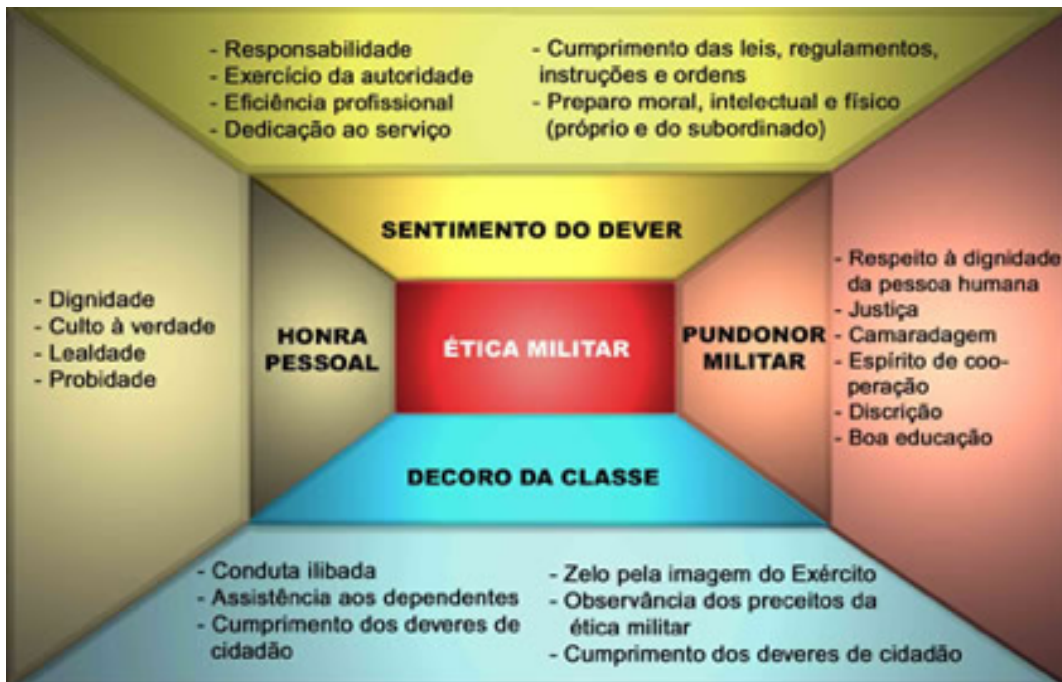 - Responsabilidade
- Exercício da autoridade
- Eficiência profissional
- Dedicação ao serviço
- Cumprimento das leis, regulamentos,
instruções e ordens
- Preparo moral, intelectual e físico
(próprio e do subordinado)
SENTIMENTO DO DEVER
- Dignidade
- Culto à verdade
- Lealdade
- Probidade
HONRA
PESSOAL
ÉTICA MILITAR
PUNDONOR
MILITAR
- Respeito à dignidade
da pessoa humana
- Justiça
- Camaradagem
- Espírito de coo-
peração
- Discrição
- Boa educação
DECORO DA CLASSE
- Conduta ilibada
- Assistência aos dependentes
- Cumprimento dos deveres de
cidadão
- Zelo pela imagem do Exército
- Observância dos preceitos da
ética militar
- Cumprimento dos deveres de cidadão